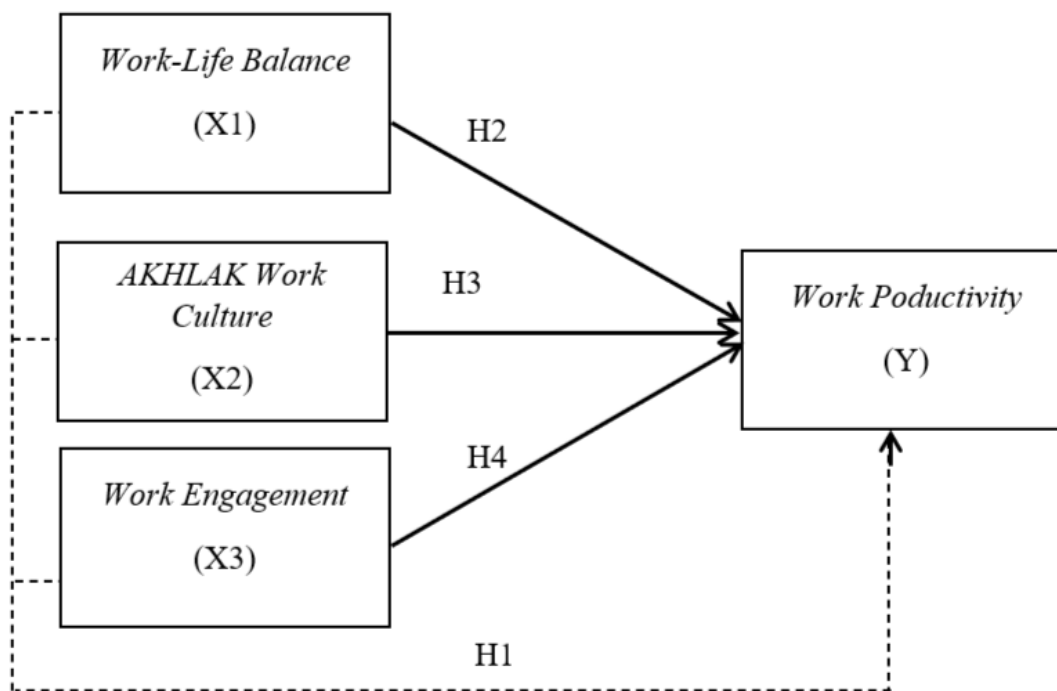 Work-Life Balance
(X1)
H2
AKHLAK Work
Culture
(X2)
H3
Work Poductivity
(Y)
H4
Work Engagement
(X3)
H1